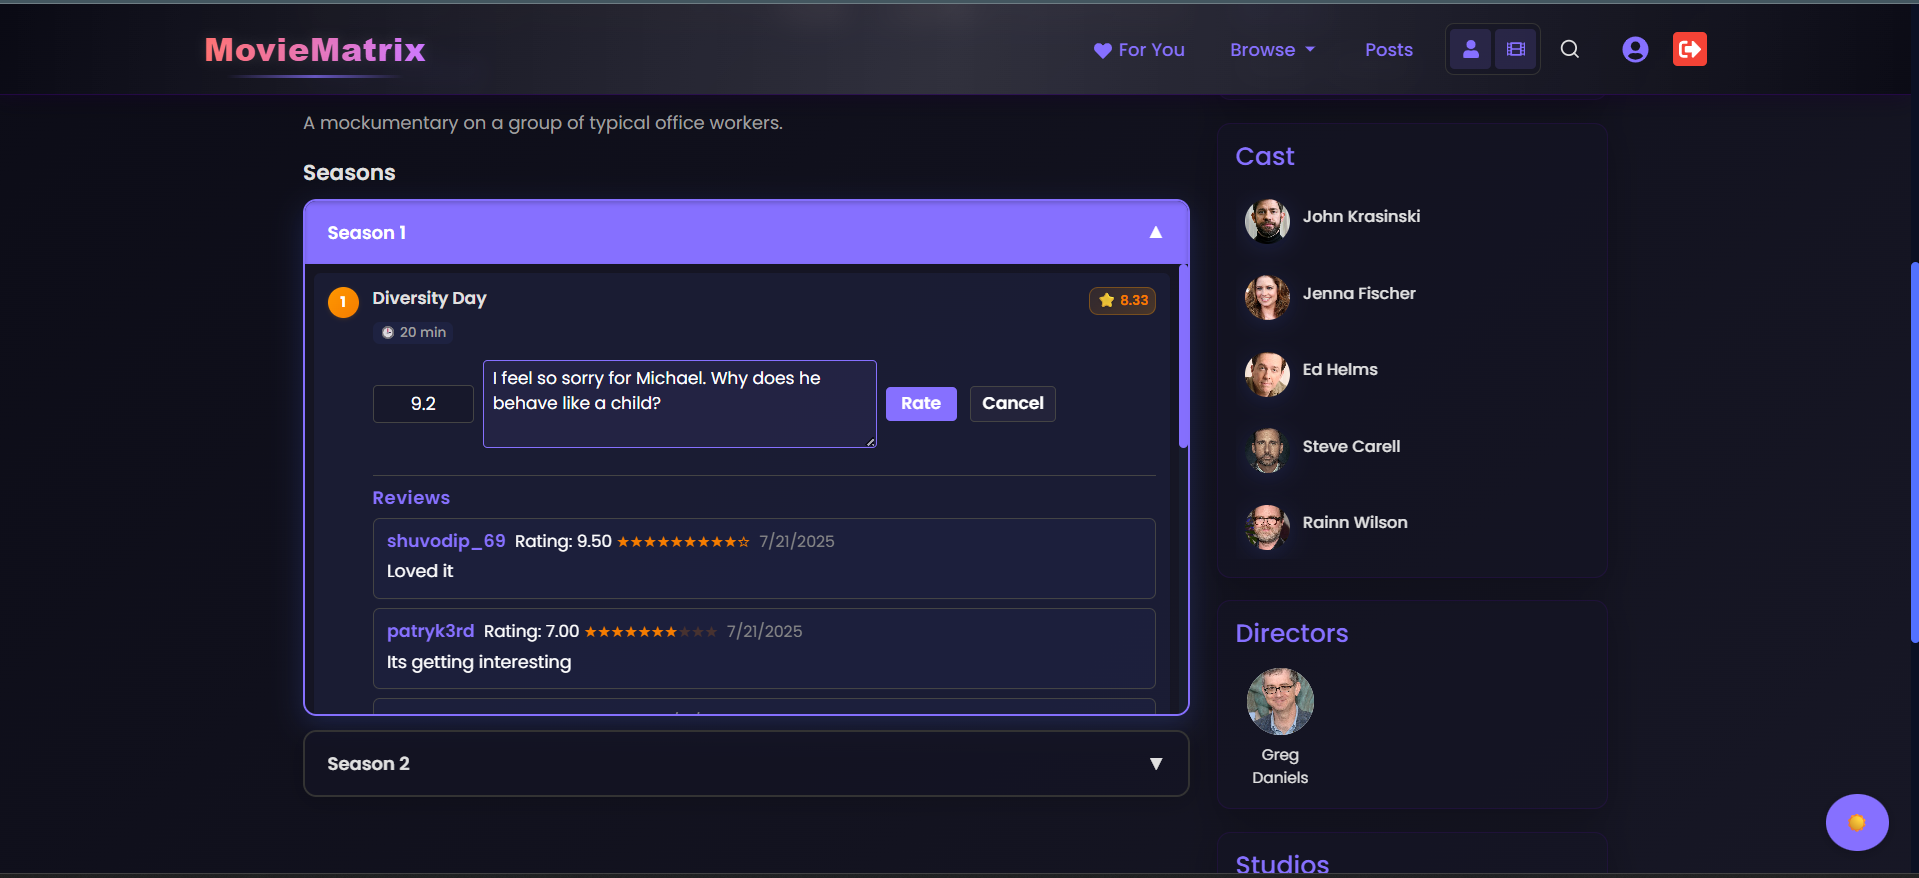 MovieMatrix
For You
Browse
Posts
A mockumentary on a group of typical office workers.
Seasons
Season 1
1
Diversity Day
8.33
20 min
9.2
I feel so sorry for Michael. Why does he
behave like a child?
Rate
Cancel
Reviews
shuvodip_69 Rating: 9.50 ★★★★★★★★★☆ 7/21/2025
Loved it
patryk3rd Rating: 7.00 ★★★★★★★★★★ 7/21/2025
Its getting interesting
Season 2
Cast
John Krasinski
Jenna Fischer
Ed Helms
Steve Carell
Rainn Wilson
Directors
Greg
Daniels
Studios